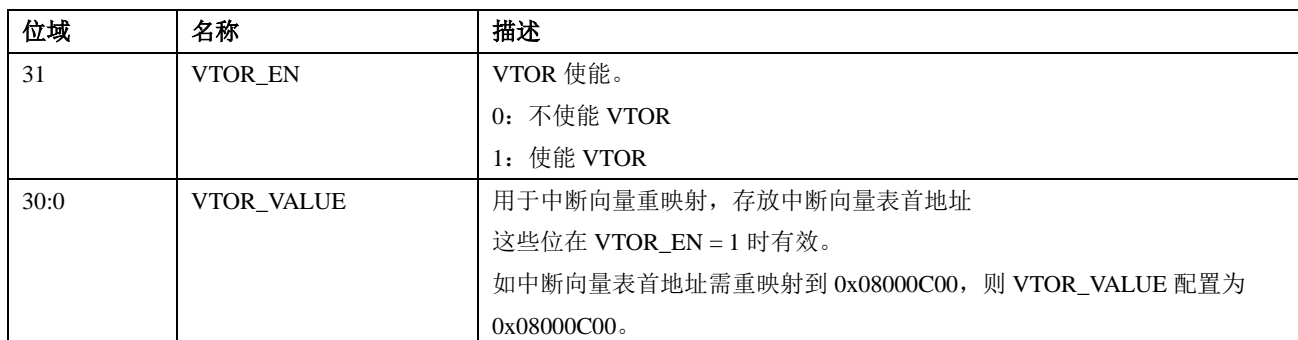 位域 名称 描述
31 VTOR_EN VTOR 使能。
0：不使能 VTOR
1：使能 VTOR
30:0 VTOR_VALUE 用于中断向量重映射，存放中断向量表首地址
这些位在 VTOR_EN = 1 时有效。
如中断向量表首地址需重映射到 0x08000C00，则 VTOR_VALUE 配置为
0x08000C00。